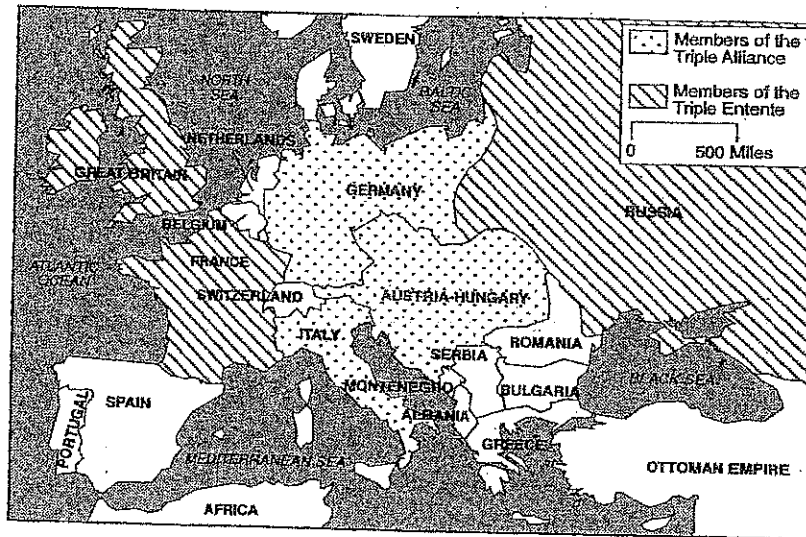 SWEDEN
Members of the
Triple Alliance
NORTH
SEA
BALTIC
SEA
Members of the
Triple Entente
0 500 Miles
NETHERLANDS
GREAT BRITAIN
GERMANY
RUSSIA
BELGIUM
ATLANTIC
OCEAN
FRANCE
SWITZERLAND
AUSTRIA-HUNGARY
ITALY
ROMANIA
SERBIA
BLACK SEA
MONTENEGRO
BULGARIA
SPAIN
PORTUGAL
ALBANIA
GREECE
MEDITERRANEAN SEA
OTTOMAN EMPIRE
AFRICA